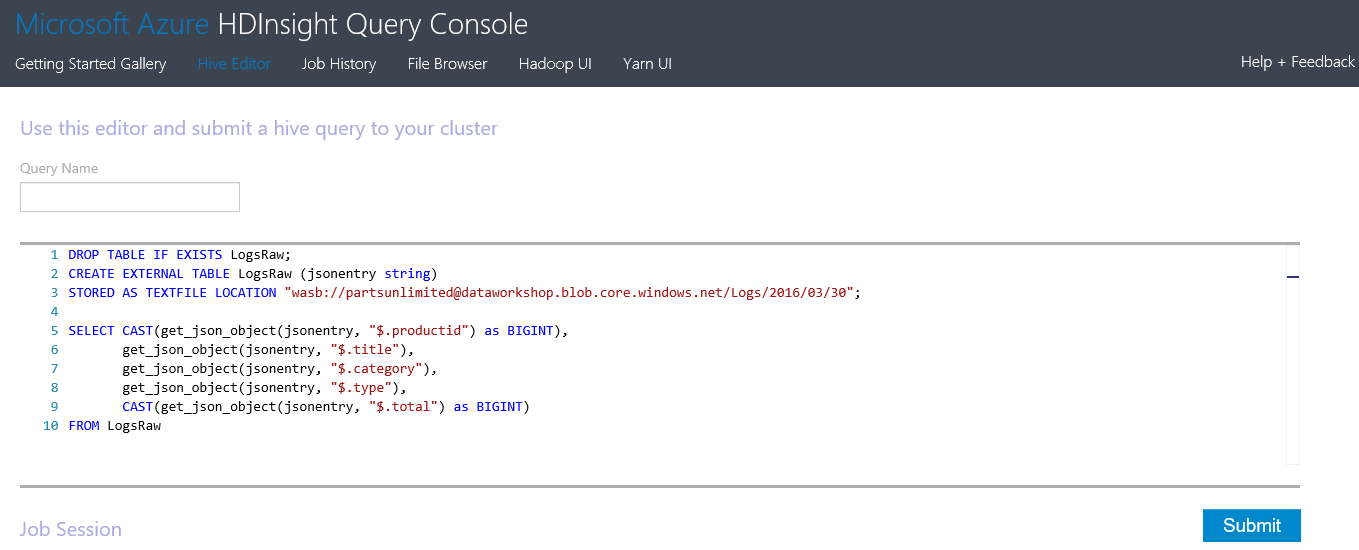 Microsoft Azure HDInsight Query Console
Getting Started Gallery Hive Editor Job History File Browser Hadoop UI Yarn UI Help + Feedback
Use this editor and submit a hive query to your cluster
Query Name
1 DROP TABLE IF EXISTS LogsRaw;
2 CREATE EXTERNAL TABLE LogsRaw (jsonentry string)
3 STORED AS TEXTFILE LOCATION "wasb://partsunlimited@dataworkshop.blob.core.windows.net/Logs/2016/03/30";
4
5 SELECT CAST(get_json_object(jsonentry, "$.productid") as BIGINT),
6 get_json_object(jsonentry, "$.title"),
7 get_json_object(jsonentry, "$.category"),
8 get_json_object(jsonentry, "$.type"),
9 CAST(get_json_object(jsonentry, "$.total") as BIGINT)
10 FROM LogsRaw
Job Session Submit